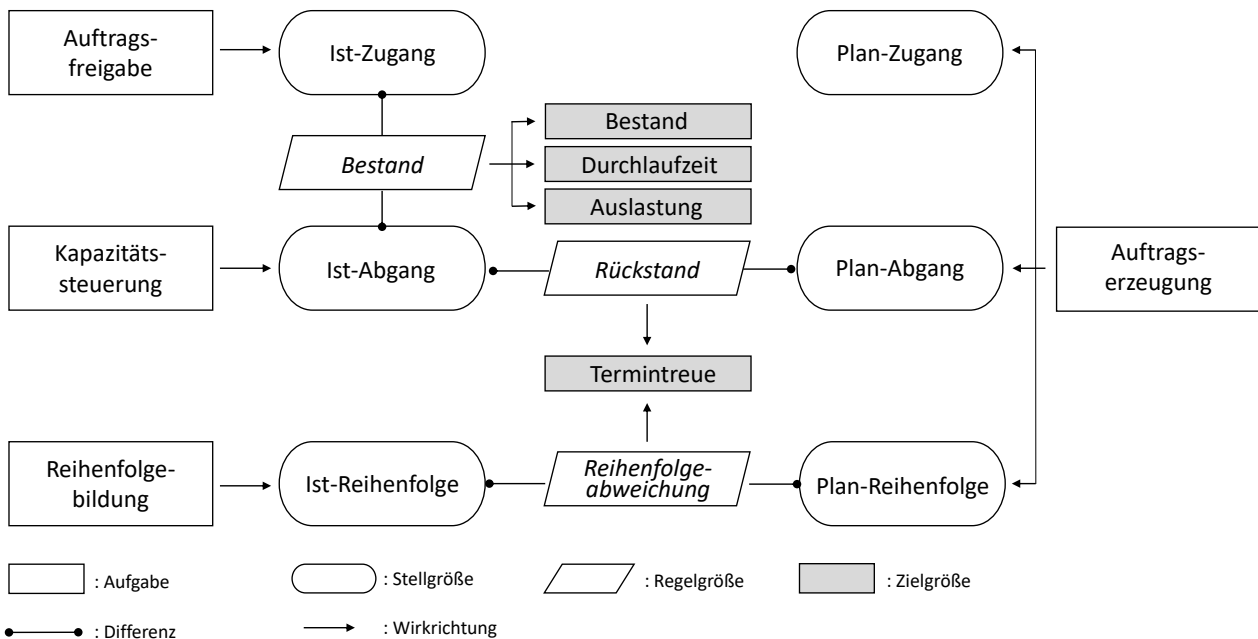 Auftrags-
freigabe
Ist-Zugang
Plan-Zugang
Bestand
Bestand
Durchlaufzeit
Auslastung
Kapazitäts-
steuerung
Ist-Abgang
Rückstand
Plan-Abgang
Auftrags-
erzeugung
Termintreue
Reihenfolge-
bildung
Ist-Reihenfolge
Reihenfolge-
abweichung
Plan-Reihenfolge
: Aufgabe
: Stellgröße
: Regelgröße
: Zielgröße
: Differenz
: Wirkrichtung